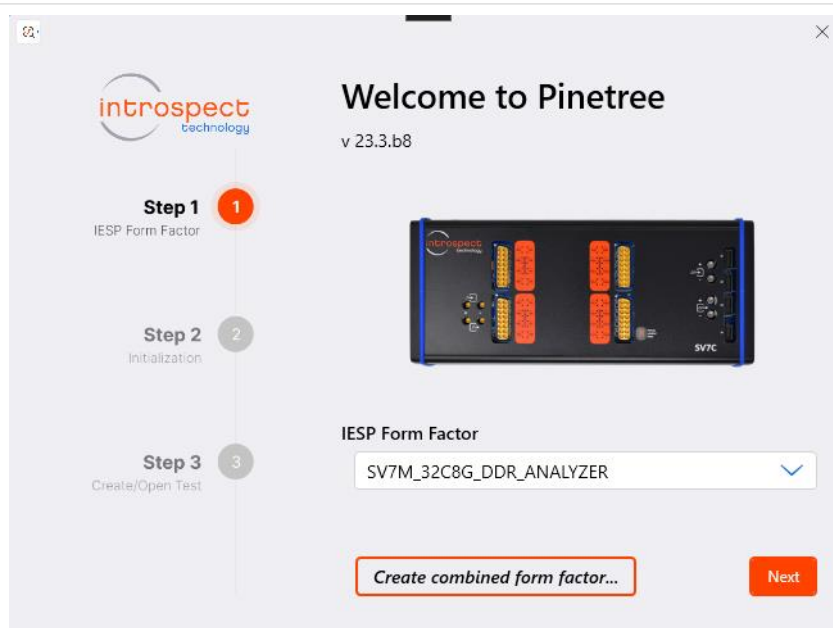 introspect
technology
Welcome to Pinetree
v 23.3.b8
Step 1
1
IESP Form Factor
Step 2
2
Initialization
Step 3
3
Create/Open Test
introspect
technology
SV7C
IESP Form Factor
SV7M_32C8G_DDR_ANALYZER
Create combined form factor...
Next